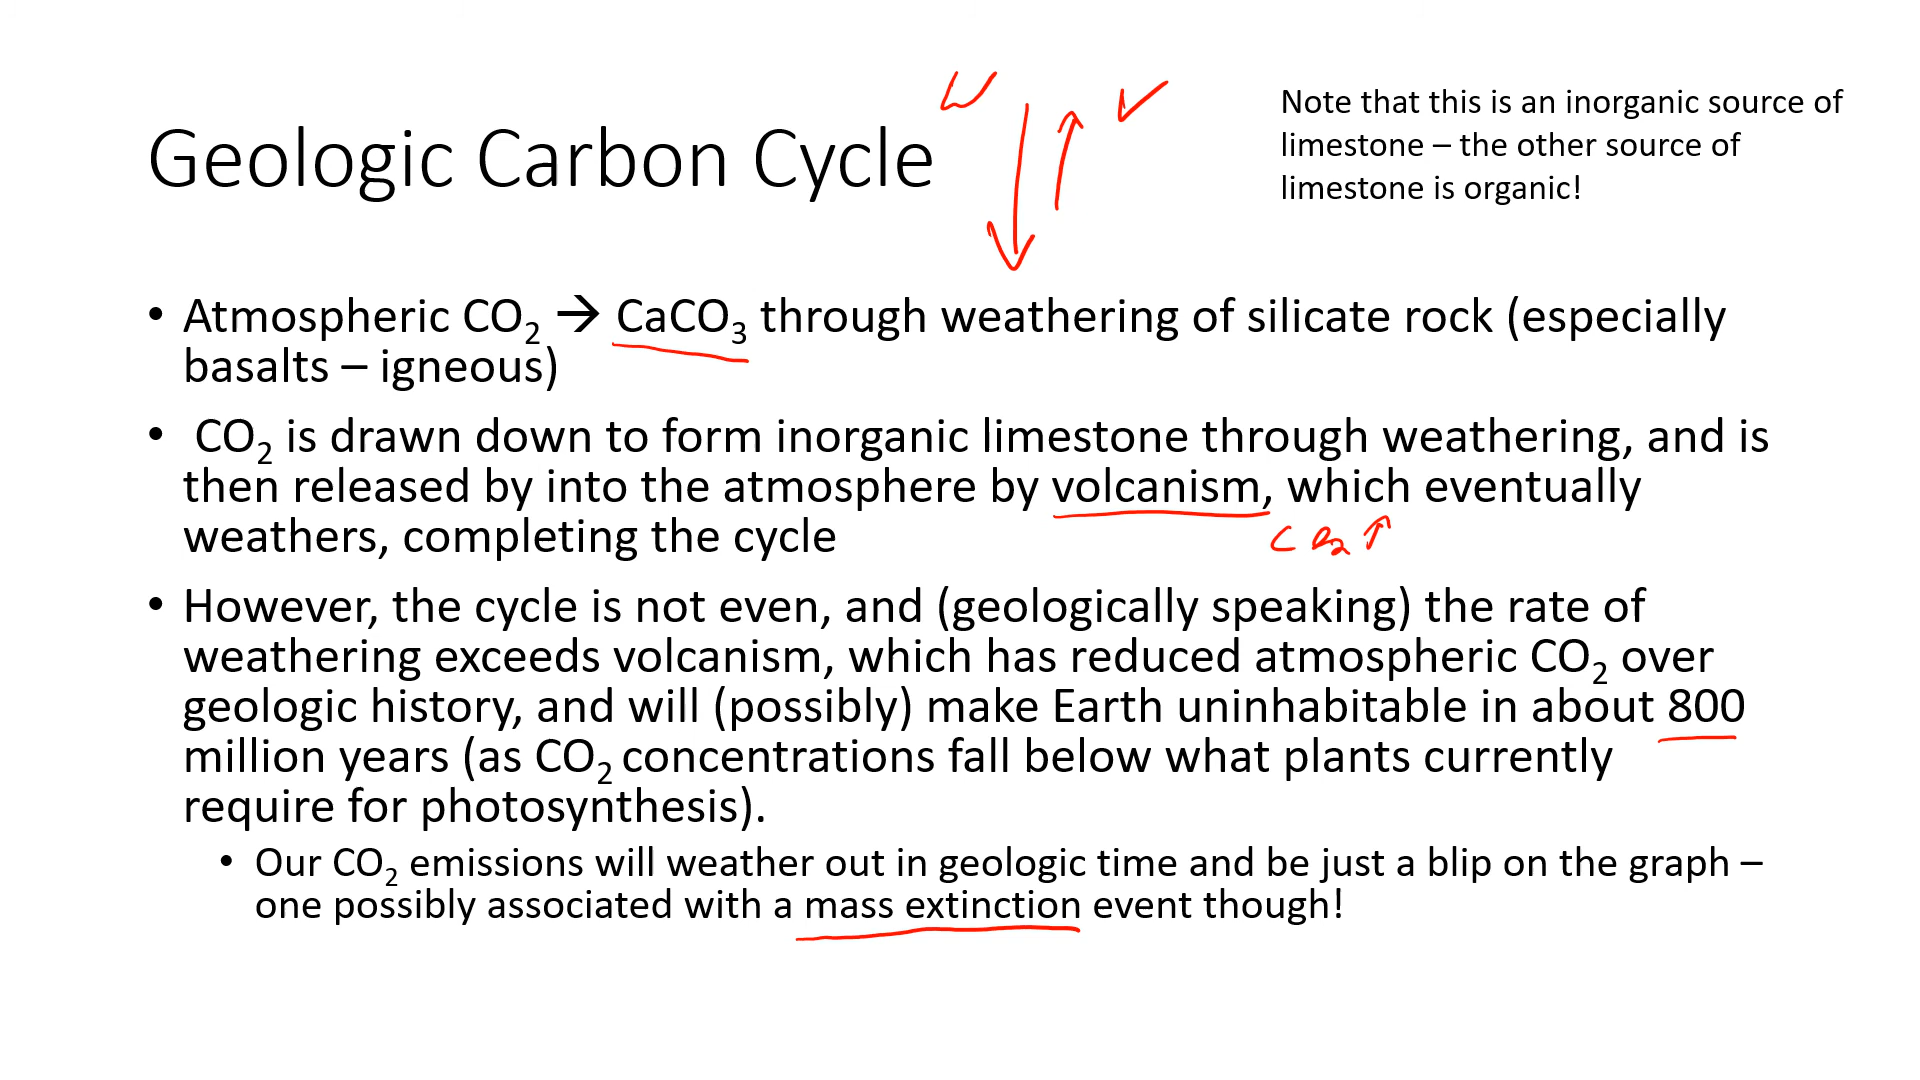 W V
Note that this is an inorganic source of
limestone – the other source of
limestone is organic!
Geologic Carbon Cycle
• Atmospheric CO₂ → CaCO₃ through weathering of silicate rock (especially
basalts – igneous)
• CO₂ is drawn down to form inorganic limestone through weathering, and is
then released by into the atmosphere by volcanism, which eventually
CO₂ ↑
weathers, completing the cycle
• However, the cycle is not even, and (geologically speaking) the rate of
weathering exceeds volcanism, which has reduced atmospheric CO₂ over
geologic history, and will (possibly) make Earth uninhabitable in about 800
million years (as CO₂ concentrations fall below what plants currently
require for photosynthesis).
• Our CO₂ emissions will weather out in geologic time and be just a blip on the graph –
one possibly associated with a mass extinction event though!